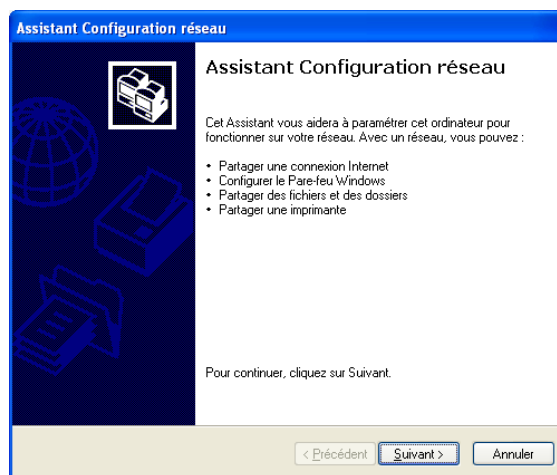 Assistant Configuration réseau
Assistant Configuration réseau
Cet Assistant vous aidera à paramétrer cet ordinateur pour
fonctionner sur votre réseau. Avec un réseau, vous pouvez :
• Partager une connexion Internet
• Configurer le Pare-feu Windows
• Partager des fichiers et des dossiers
• Partager une imprimante
Pour continuer, cliquez sur Suivant.
< Précédent Suivant > Annuler